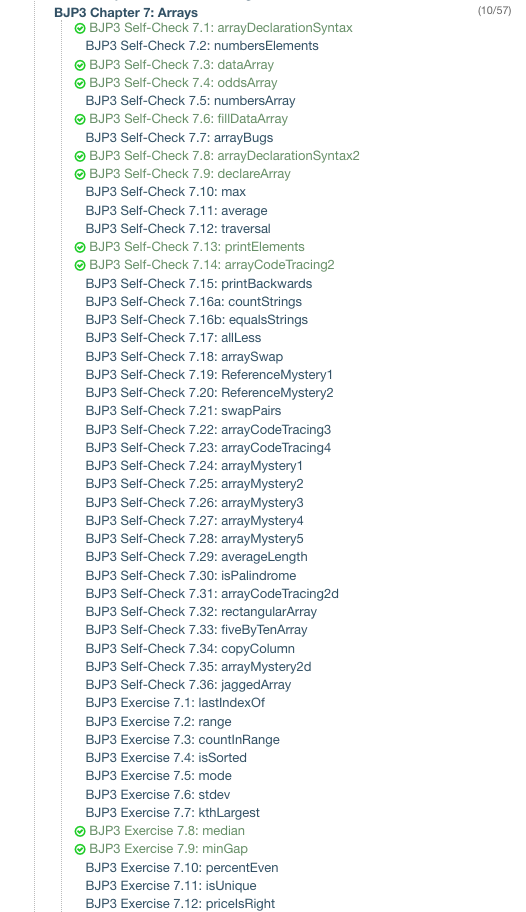 BJP3 Chapter 7: Arrays (10/57)
BJP3 Self-Check 7.1: arrayDeclarationSyntax
BJP3 Self-Check 7.2: numbersElements
BJP3 Self-Check 7.3: dataArray
BJP3 Self-Check 7.4: oddsArray
BJP3 Self-Check 7.5: numbersArray
BJP3 Self-Check 7.6: fillDataArray
BJP3 Self-Check 7.7: arrayBugs
BJP3 Self-Check 7.8: arrayDeclarationSyntax2
BJP3 Self-Check 7.9: declareArray
BJP3 Self-Check 7.10: max
BJP3 Self-Check 7.11: average
BJP3 Self-Check 7.12: traversal
BJP3 Self-Check 7.13: printElements
BJP3 Self-Check 7.14: arrayCodeTracing2
BJP3 Self-Check 7.15: printBackwards
BJP3 Self-Check 7.16a: countStrings
BJP3 Self-Check 7.16b: equalsStrings
BJP3 Self-Check 7.17: allLess
BJP3 Self-Check 7.18: arraySwap
BJP3 Self-Check 7.19: ReferenceMystery1
BJP3 Self-Check 7.20: ReferenceMystery2
BJP3 Self-Check 7.21: swapPairs
BJP3 Self-Check 7.22: arrayCodeTracing3
BJP3 Self-Check 7.23: arrayCodeTracing4
BJP3 Self-Check 7.24: arrayMystery1
BJP3 Self-Check 7.25: arrayMystery2
BJP3 Self-Check 7.26: arrayMystery3
BJP3 Self-Check 7.27: arrayMystery4
BJP3 Self-Check 7.28: arrayMystery5
BJP3 Self-Check 7.29: averageLength
BJP3 Self-Check 7.30: isPalindrome
BJP3 Self-Check 7.31: arrayCodeTracing2d
BJP3 Self-Check 7.32: rectangularArray
BJP3 Self-Check 7.33: fiveByTenArray
BJP3 Self-Check 7.34: copyColumn
BJP3 Self-Check 7.35: arrayMystery2d
BJP3 Self-Check 7.36: jaggedArray
BJP3 Exercise 7.1: lastIndexOf
BJP3 Exercise 7.2: range
BJP3 Exercise 7.3: countInRange
BJP3 Exercise 7.4: isSorted
BJP3 Exercise 7.5: mode
BJP3 Exercise 7.6: stdev
BJP3 Exercise 7.7: kthLargest
BJP3 Exercise 7.8: median
BJP3 Exercise 7.9: minGap
BJP3 Exercise 7.10: percentEven
BJP3 Exercise 7.11: isUnique
BJP3 Exercise 7.12: priceIsRight